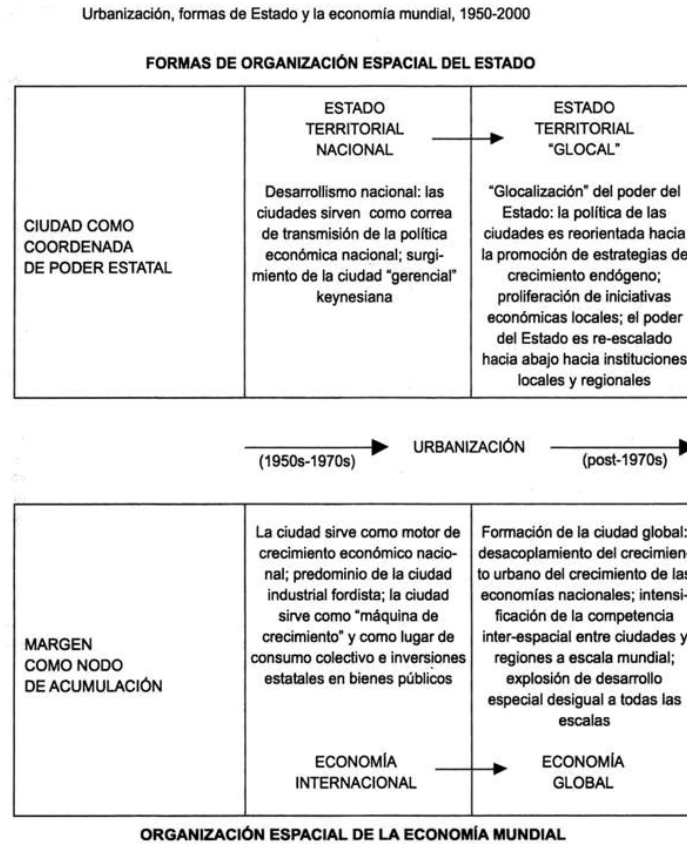 Urbanización, formas de Estado y la economía mundial, 1950-2000
FORMAS DE ORGANIZACIÓN ESPACIAL DEL ESTADO
CIUDAD COMO
COORDENADA
DE PODER ESTATAL
ESTADO
TERRITORIAL
NACIONAL
Desarrollismo nacional: las
ciudades sirven como correa
de transmisión de la política
económica nacional; surgi-
miento de la ciudad “gerencial”
keynesiana
ESTADO
TERRITORIAL
“GLOCAL”
“Glocalización” del poder del
Estado: la política de las
ciudades es reorientada hacia
la promoción de estrategias de
crecimiento endógeno;
proliferación de iniciativas
económicas locales; el poder
del Estado es re-escalado
hacia abajo hacia instituciones
locales y regionales
(1950s-1970s)
URBANIZACIÓN
(post-1970s)
MARGEN
COMO NODO
DE ACUMULACIÓN
La ciudad sirve como motor de
crecimiento económico nacio-
nal; predominio de la ciudad
industrial fordista; la ciudad
sirve como “máquina de
crecimiento” y como lugar de
consumo colectivo e inversiones
estatales en bienes públicos
ECONOMÍA
INTERNACIONAL
Formación de la ciudad global:
desacoplamiento del crecimien-
to urbano del crecimiento de las
economías nacionales; intensi-
ficación de la competencia
inter-espacial entre ciudades y
regiones a escala mundial;
explosión de desarrollo
especial desigual a todas las
escalas
ECONOMÍA
GLOBAL
ORGANIZACIÓN ESPACIAL DE LA ECONOMÍA MUNDIAL